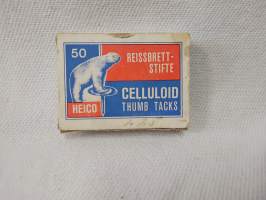 50
REISSBRETT-
STIFTE
HEICO
CELLULOID
THUMB TACKS